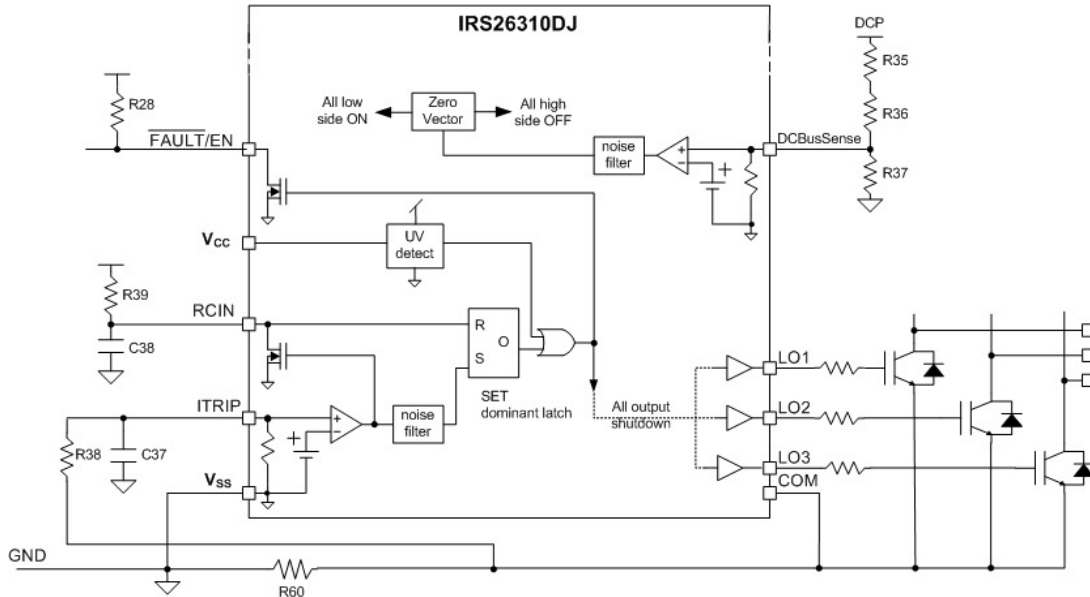 IRS26310DJ
DCP
R35
R36
R37
DCBusSense
R28
FAULT/EN
All low
side ON
Zero
Vector
All high
side OFF
noise
filter
+
−
+
VCC
UV
detect
R39
RCIN
C38
R
S
O
SET
dominant latch
ITRIP
R38
C37
+
+
−
noise
filter
All output
shutdown
LO1
LO2
LO3
COM
VSS
GND
R60